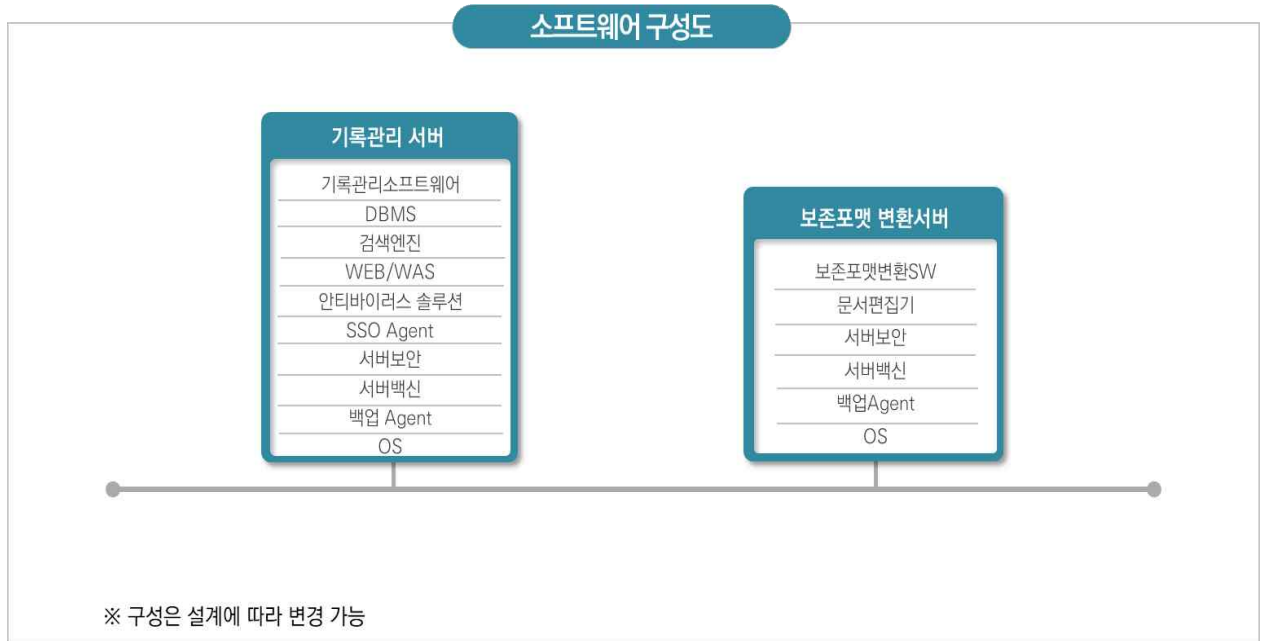 소프트웨어 구성도
기록관리 서버
기록관리소프트웨어
DBMS
검색엔진
WEB/WAS
안티바이러스 솔루션
SSO Agent
서버보안
서버백신
백업 Agent
OS
보존포맷 변환서버
보존포맷변환SW
문서편집기
서버보안
서버백신
백업Agent
OS
※ 구성은 설계에 따라 변경 가능